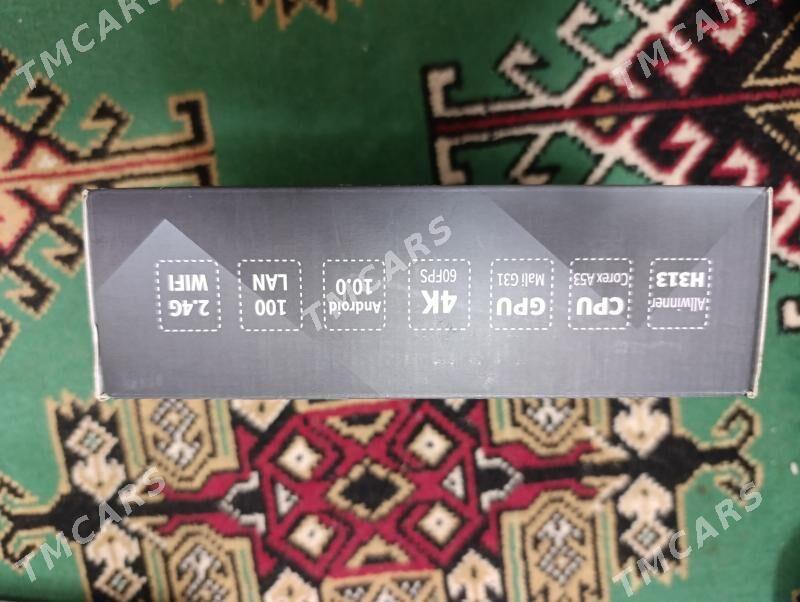 Allwinner
H313
CPU
Corex A53
GPU
Mali G31
4K
60FPS
Android
10.0
100
LAN
2.4G
WIFI
TMCARS
TMCARS
TMCARS
TMCARS
TMCARS
TMCARS